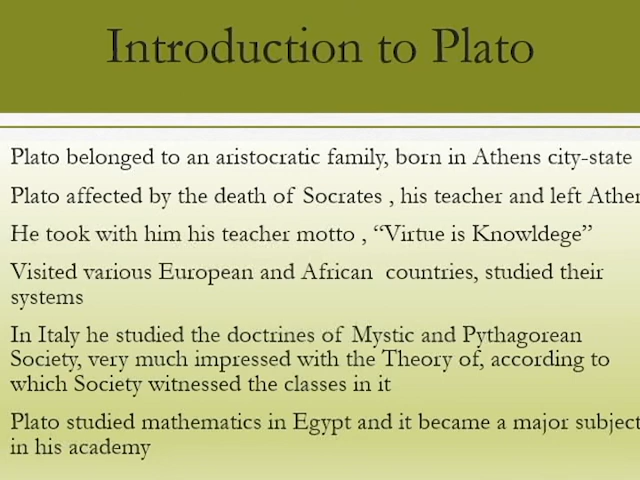 Introduction to Plato
Plato belonged to an aristocratic family, born in Athens city-state
Plato affected by the death of Socrates , his teacher and left Athen
He took with him his teacher motto , “Virtue is Knowldege”
Visited various European and African countries, studied their
systems
In Italy he studied the doctrines of Mystic and Pythagorean
Society, very much impressed with the Theory of, according to
which Society witnessed the classes in it
Plato studied mathematics in Egypt and it became a major subject
in his academy